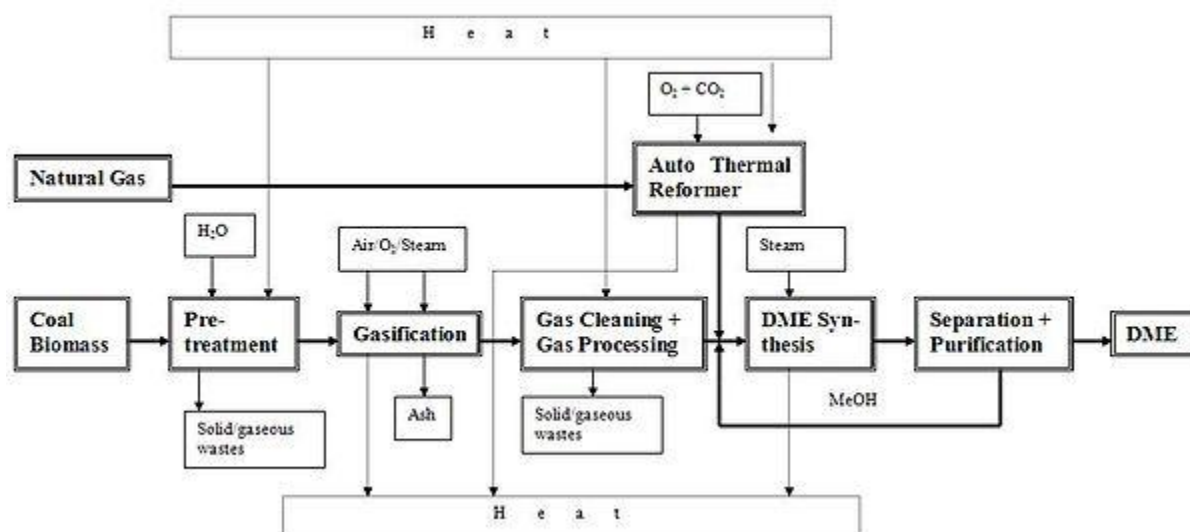 H e a t
O₂ + CO₂
Natural Gas
Auto Thermal
Reformer
H₂O
Air/O₂/Steam
Steam
Coal
Biomass
Pre-
treatment
Gasification
Gas Cleaning +
Gas Processing
DME Syn-
thesis
Separation +
Purification
DME
MeOH
Solid/gaseous
wastes
Ash
Solid/gaseous
wastes
H e a t